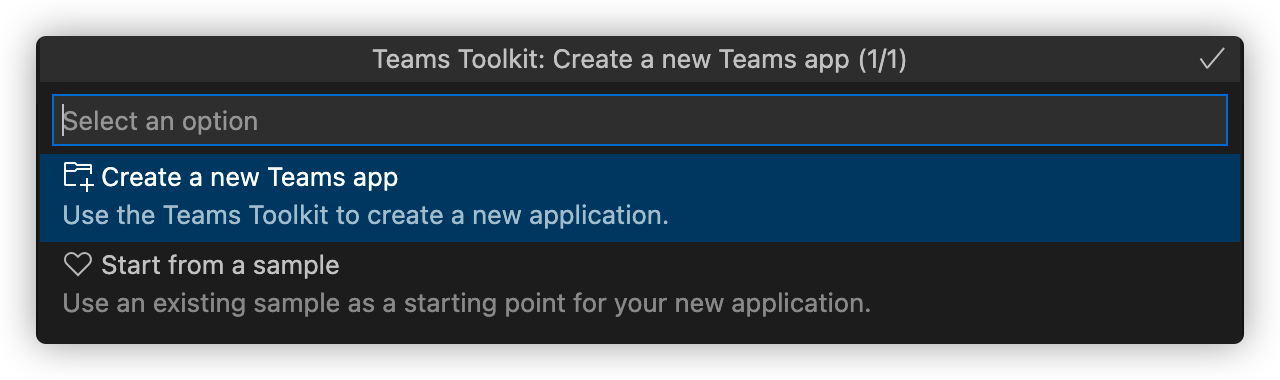 Teams Toolkit: Create a new Teams app (1/1)
Select an option
Create a new Teams app
Use the Teams Toolkit to create a new application.
Start from a sample
Use an existing sample as a starting point for your new application.